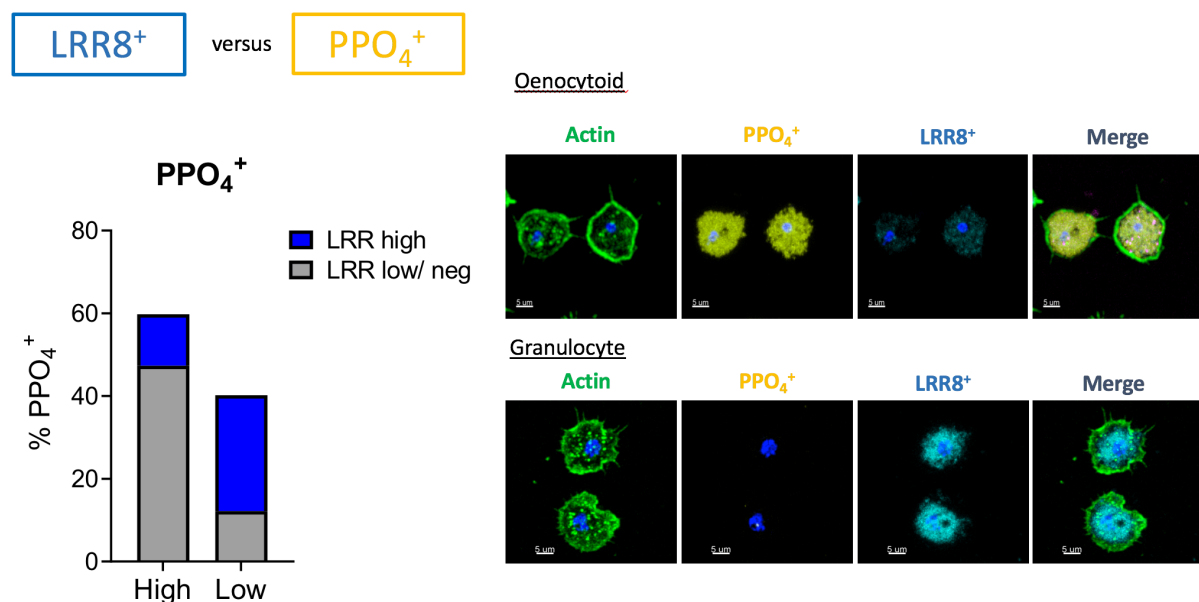 LRR8⁺ versus PPO₄⁺
Oenocytoid
Actin PPO₄⁺ LRR8⁺ Merge
5 um 5 um 5 um 5 um
PPO₄⁺
LRR high
LRR low/ neg
% PPO₄⁺
80
60
40
20
0
High Low
Granulocyte
Actin PPO₄⁺ LRR8⁺ Merge
5 um 5 um 5 um 5 um